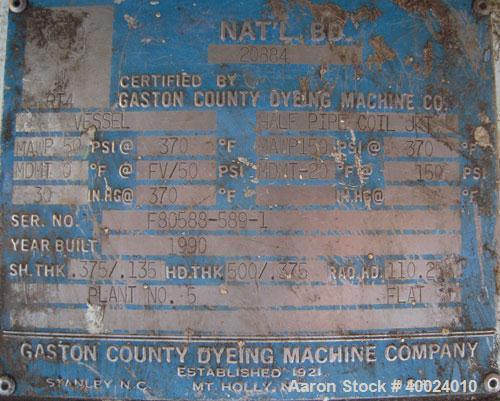 NAT'L. BD.
20884
RT4
CERTIFIED BY
GASTON COUNTY DYEING MACHINE CO.
VESSEL HALF PIPE COIL JKT
MAWP 50 PSI@ 370 °F MAWP 150 PSI@ 370 °F
MDMT 0 °F@ FV/50 PSI MDMT-20 °F@ 150 PSI
30 IN.HG@ 370 °F IN.HG@ °F
SER. NO. F80588-589-1
YEAR BUILT 1990
SH.THK .375/.135 HD.THK 500/.375 RAD.HD. 110.25
PLANT NO. 5 FLAT
GASTON COUNTY DYEING MACHINE COMPANY
ESTABLISHED 1921
STANLEY, N.C. MT. HOLLY, N.C.
Aaron Stock # 40024010